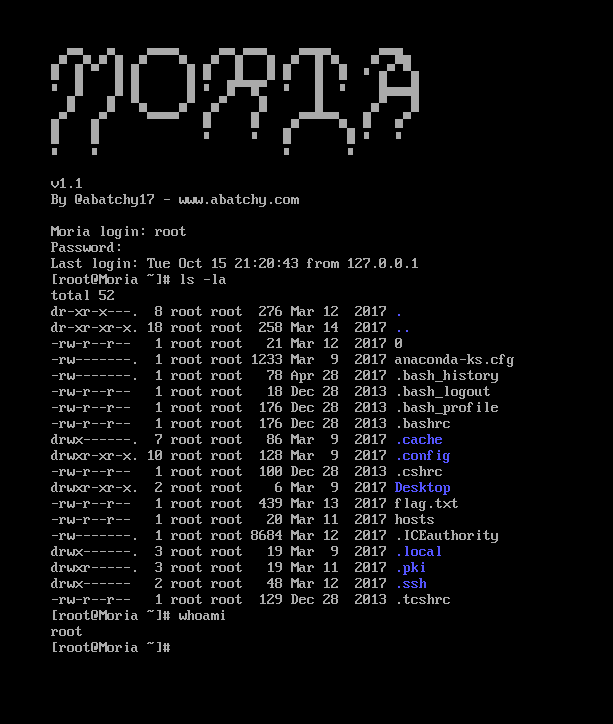 MORIA
v1.1
By @abatchy17 - www.abatchy.com
Moria login: root
Password:
Last login: Tue Oct 15 21:20:43 from 127.0.0.1
[root@Moria ~]# ls -la
total 52
dr-xr-x---.  8 root root  276 Mar 12  2017 .
dr-xr-xr-x. 18 root root  258 Mar 14  2017 ..
-rw-r--r--   1 root root   21 Mar 12  2017 0
-rw-------.  1 root root 1233 Mar  9  2017 anaconda-ks.cfg
-rw-------.  1 root root   78 Apr 28  2017 .bash_history
-rw-r--r--   1 root root   18 Dec 28  2013 .bash_logout
-rw-r--r--   1 root root  176 Dec 28  2013 .bash_profile
-rw-r--r--   1 root root  176 Dec 28  2013 .bashrc
drwx------.  7 root root   86 Mar  9  2017 .cache
drwxr-xr-x. 10 root root  128 Mar  9  2017 .config
-rw-r--r--   1 root root  100 Dec 28  2013 .cshrc
drwxr-xr-x.  2 root root    6 Mar  9  2017 Desktop
-rw-r--r--   1 root root  439 Mar 13  2017 flag.txt
-rw-r--r--   1 root root   20 Mar 11  2017 hosts
-rw-------.  1 root root 8684 Mar 12  2017 .ICEauthority
drwx------.  3 root root   19 Mar  9  2017 .local
drwxr-----.  3 root root   19 Mar 11  2017 .pki
drwx------   2 root root   48 Mar 12  2017 .ssh
-rw-r--r--   1 root root  129 Dec 28  2013 .tcshrc
[root@Moria ~]# whoami
root
[root@Moria ~]#